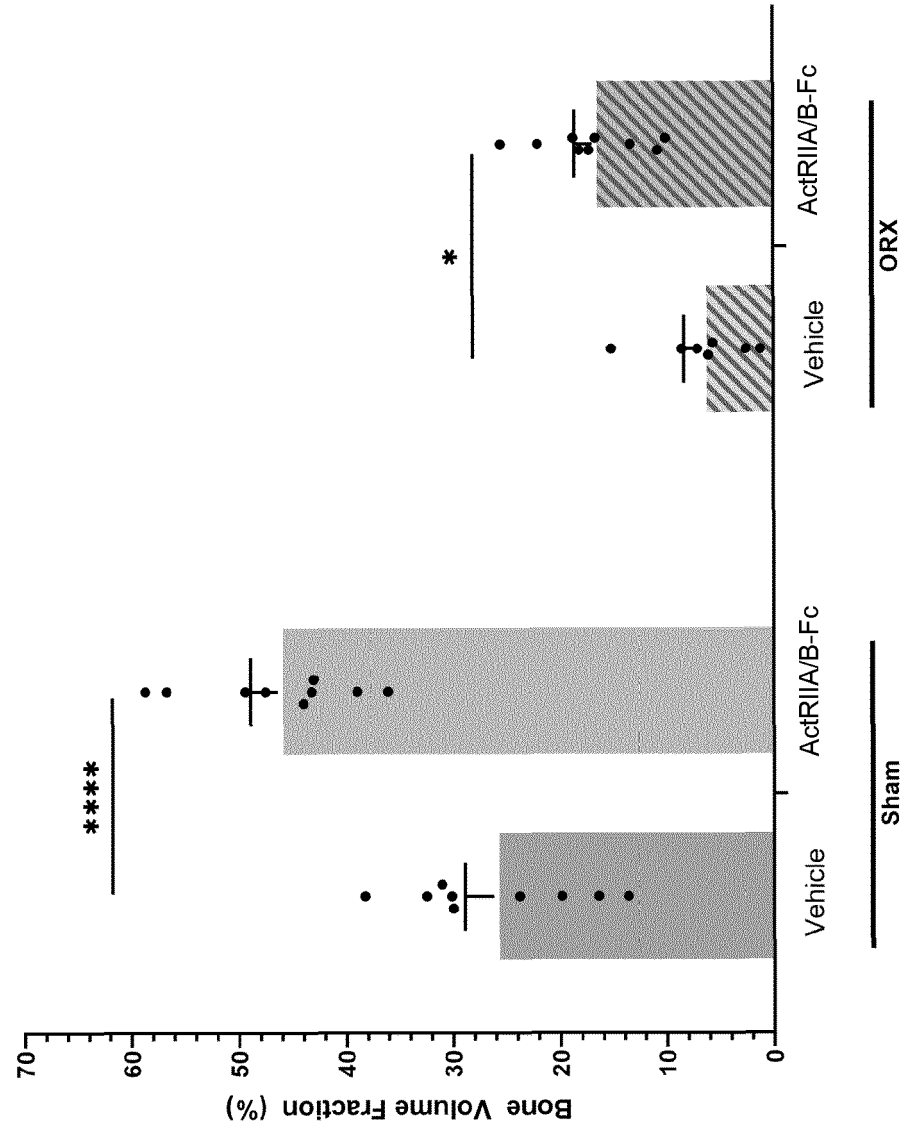 Bone Volume Fraction (%)
70
60
50
40
30
20
10
0
****
*
Vehicle
ActRIIA/B-Fc
Vehicle
ActRIIA/B-Fc
Sham
ORX